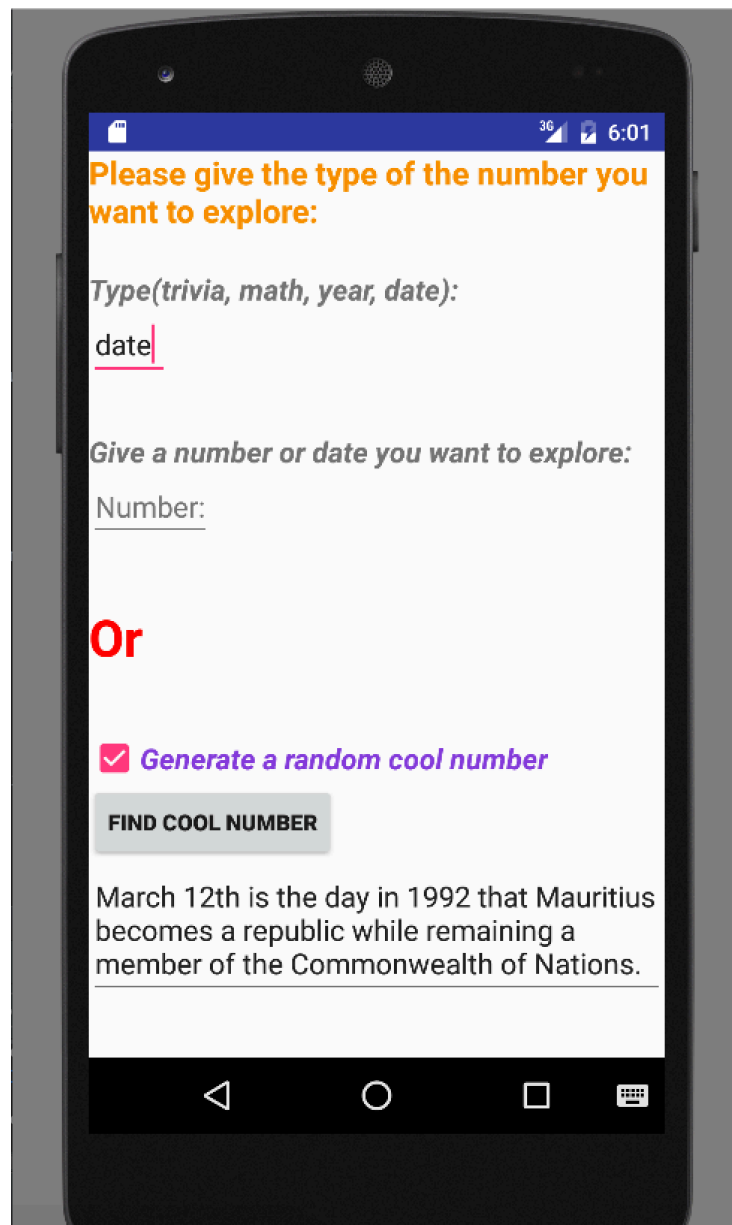 3G 6:01
Please give the type of the number you
want to explore:
Type(trivia, math, year, date):
date
Give a number or date you want to explore:
Number:
Or
Generate a random cool number
FIND COOL NUMBER
March 12th is the day in 1992 that Mauritius
becomes a republic while remaining a
member of the Commonwealth of Nations.